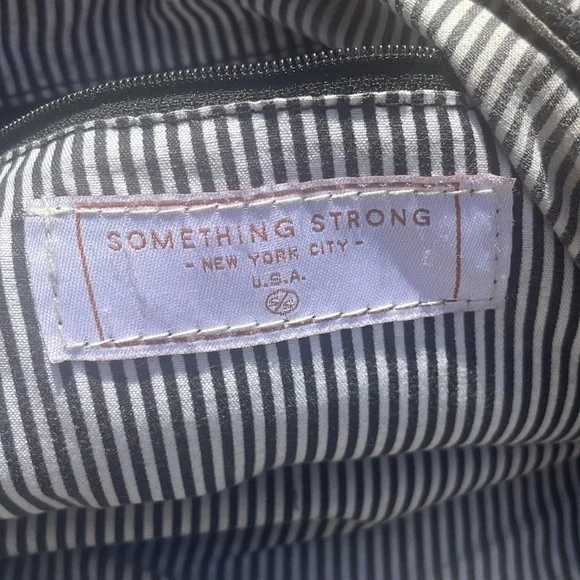 SOMETHING STRONG
- NEW YORK CITY -
U.S.A.
S/S